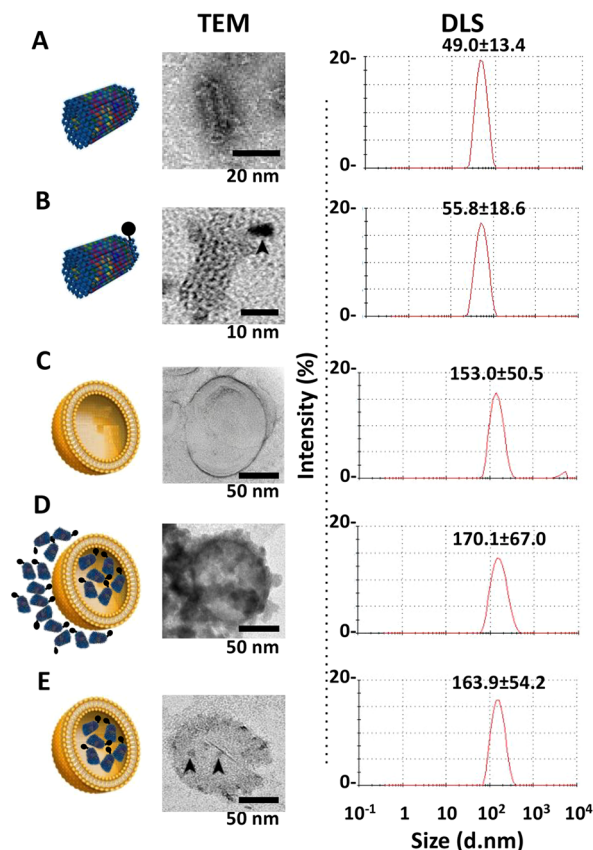 TEM DLS
A
49.0±13.4
20-
0-
20 nm
B
55.8±18.6
20-
0-
10 nm
C
153.0±50.5
20-
0-
50 nm
Intensity (%)
D
170.1±67.0
20-
0-
50 nm
E
163.9±54.2
20-
0-
50 nm
10-1 1 10 10² 10³ 10⁴
Size (d.nm)